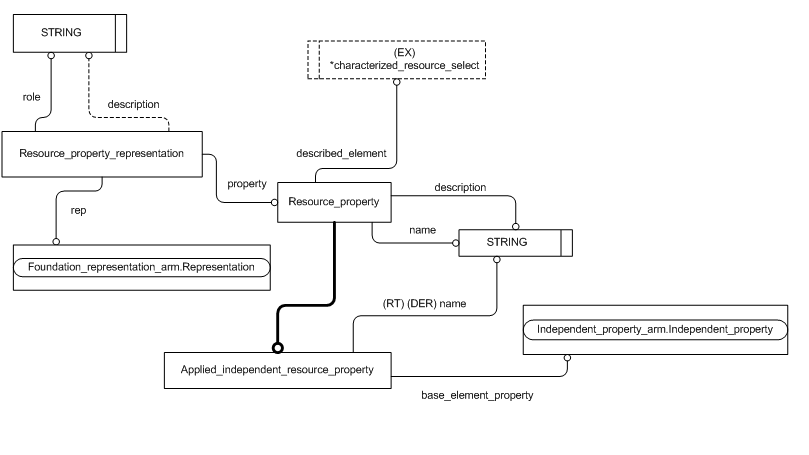 STRING
(EX)
*characterized_resource_select
role
description
Resource_property_representation
described_element
property
description
Resource_property
rep
name
STRING
Foundation_representation_arm.Representation
(RT) (DER) name
Independent_property_arm.Independent_property
Applied_independent_resource_property
base_element_property